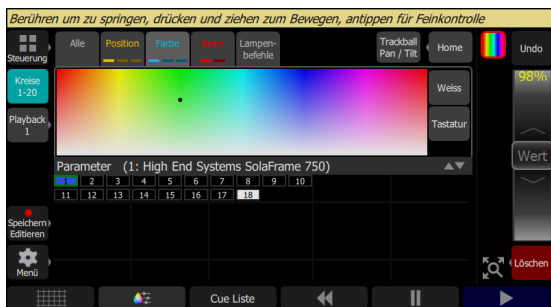 Berühren um zu springen, drücken und ziehen zum Bewegen, antippen für Feinkontrolle
Steuerung
Alle
Position
Farbe
Beam
Lampen-
befehle
Trackball
Pan / Tilt
Home
Undo
Kreise
1-20
Weiss
98%
Playback
1
Tastatur
Wert
Parameter (1: High End Systems SolaFrame 750)
1 2 3 4 5 6 7 8 9 10
11 12 13 14 15 16 17 18
Speichern
Editieren
Menü
Löschen
Cue Liste